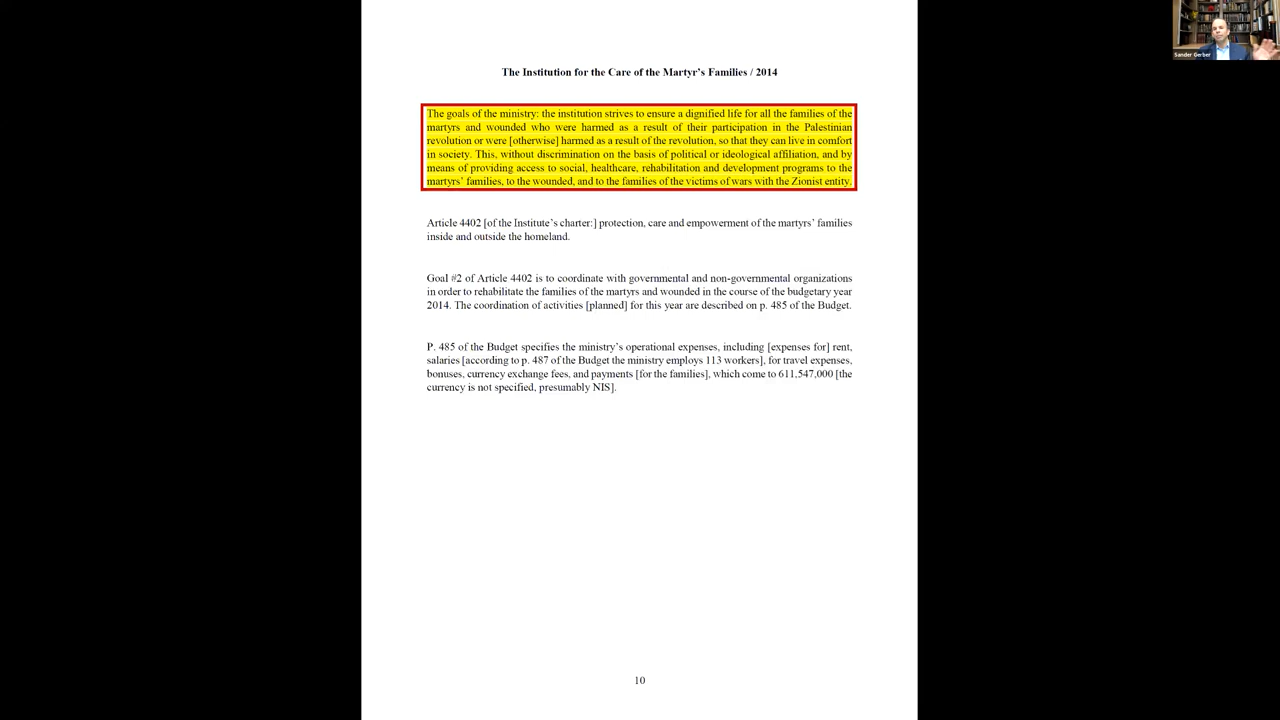 The Institution for the Care of the Martyr's Families / 2014
The goals of the ministry: the institution strives to ensure a dignified life for all the families of the
martyrs and wounded who were harmed as a result of their participation in the Palestinian
revolution or were [otherwise] harmed as a result of the revolution, so that they can live in comfort
in society. This, without discrimination on the basis of political or ideological affiliation, and by
means of providing access to social, healthcare, rehabilitation and development programs to the
martyrs' families, to the wounded, and to the families of the victims of wars with the Zionist entity.
Article 4402 [of the Institute's charter:] protection, care and empowerment of the martyrs' families
inside and outside the homeland.
Goal #2 of Article 4402 is to coordinate with governmental and non-governmental organizations
in order to rehabilitate the families of the martyrs and wounded in the course of the budgetary year
2014. The coordination of activities [planned] for this year are described on p. 485 of the Budget.
P. 485 of the Budget specifies the ministry's operational expenses, including [expenses for] rent,
salaries [according to p. 487 of the Budget the ministry employs 113 workers], for travel expenses,
bonuses, currency exchange fees, and payments [for the families], which come to 611,547,000 [the
currency is not specified, presumably NIS].
10
Sander Gerber